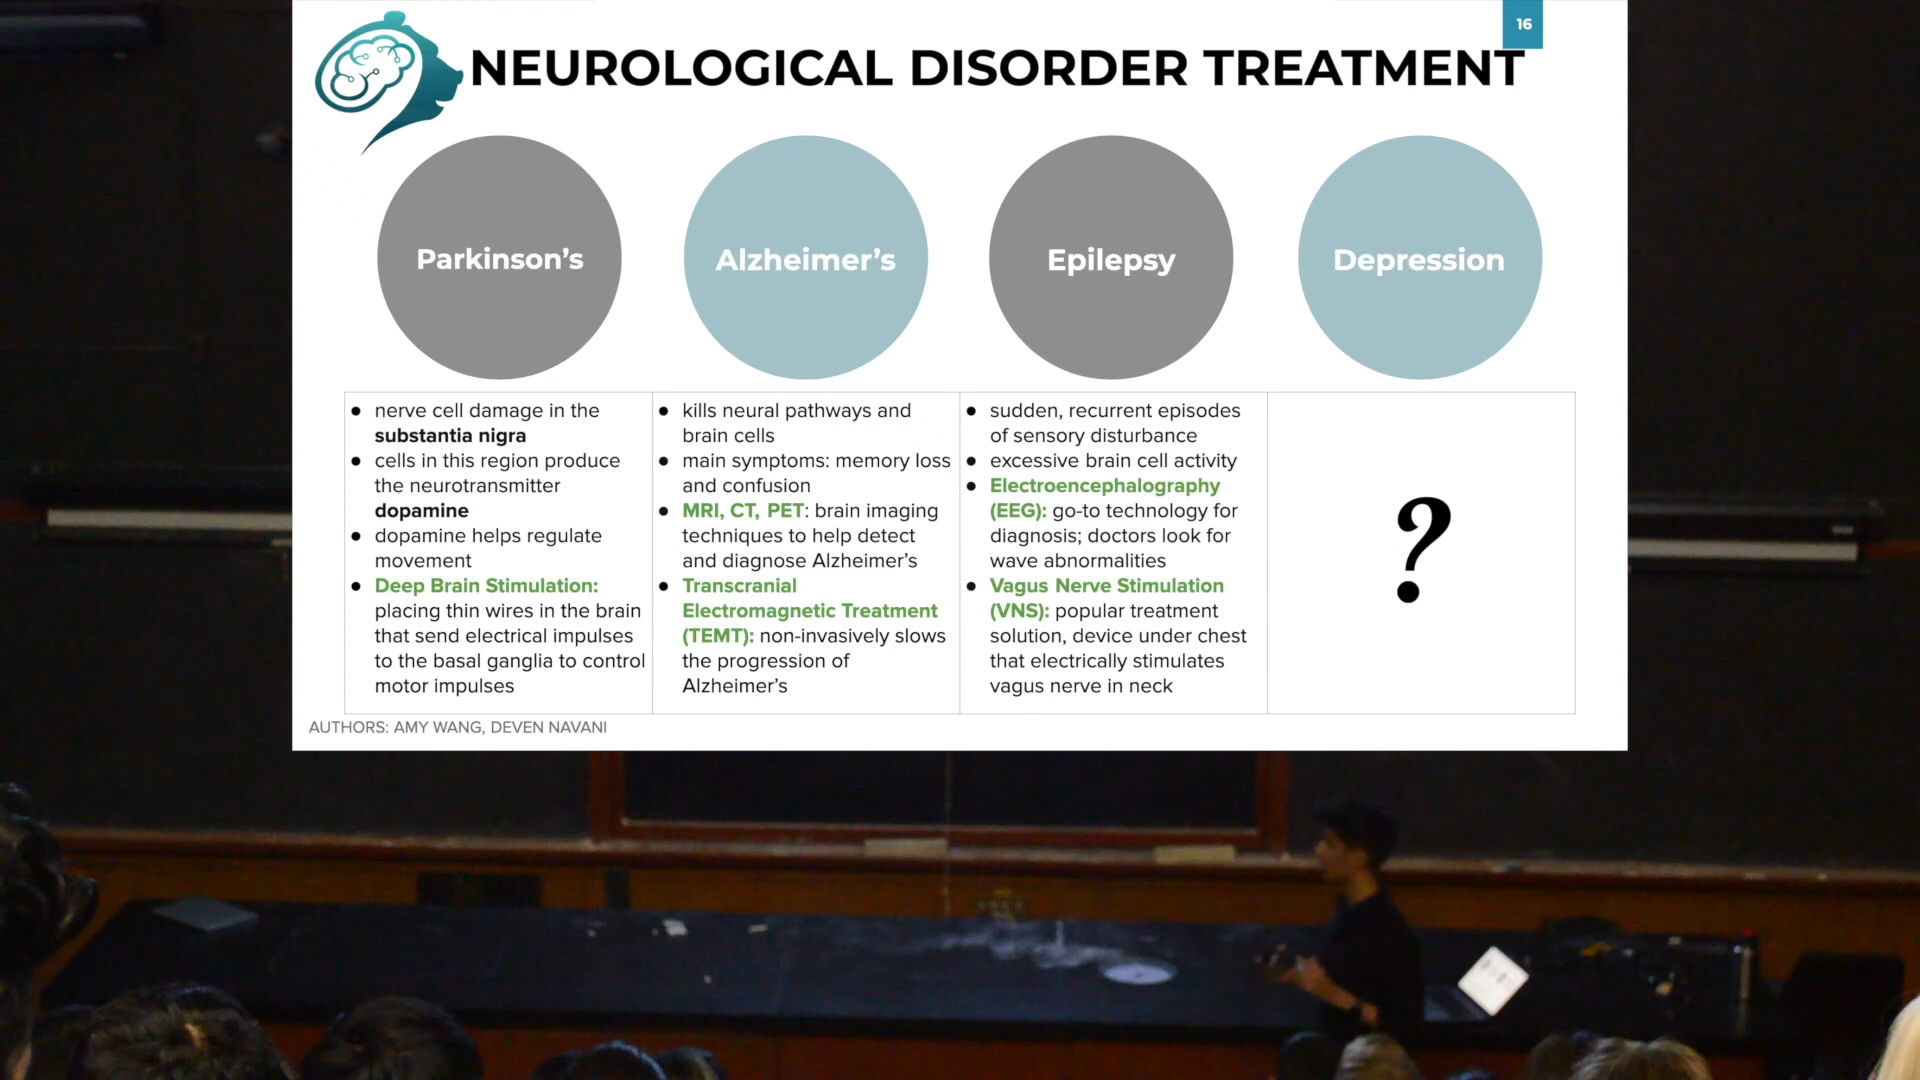 16
NEUROLOGICAL DISORDER TREATMENT
Parkinson's
Alzheimer's
Epilepsy
Depression
● nerve cell damage in the
substantia nigra
● cells in this region produce
the neurotransmitter
dopamine
● dopamine helps regulate
movement
● Deep Brain Stimulation:
placing thin wires in the brain
that send electrical impulses
to the basal ganglia to control
motor impulses
● kills neural pathways and
brain cells
● main symptoms: memory loss
and confusion
● MRI, CT, PET: brain imaging
techniques to help detect
and diagnose Alzheimer's
● Transcranial
Electromagnetic Treatment
(TEMT): non-invasively slows
the progression of
Alzheimer's
● sudden, recurrent episodes
of sensory disturbance
● excessive brain cell activity
● Electroencephalography
(EEG): go-to technology for
diagnosis; doctors look for
wave abnormalities
● Vagus Nerve Stimulation
(VNS): popular treatment
solution, device under chest
that electrically stimulates
vagus nerve in neck
?
AUTHORS: AMY WANG, DEVEN NAVANI